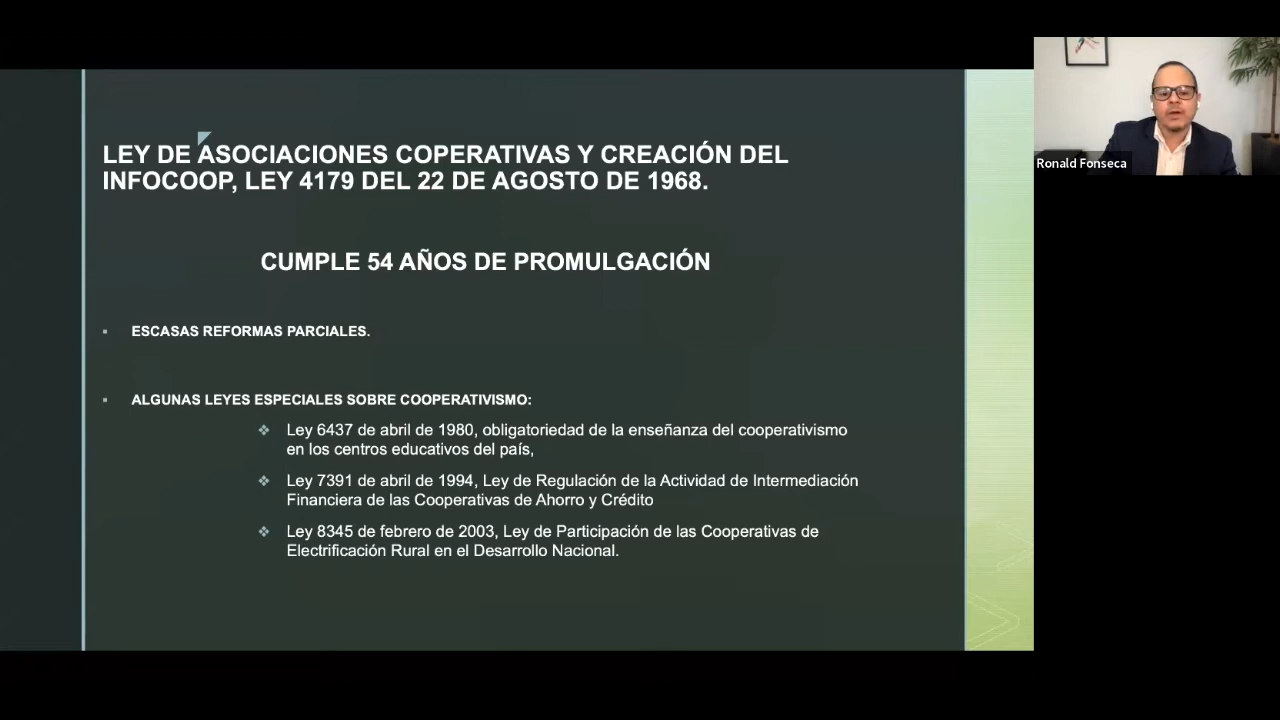 LEY DE ASOCIACIONES COPERATIVAS Y CREACIÓN DEL
INFOCOOP, LEY 4179 DEL 22 DE AGOSTO DE 1968.
CUMPLE 54 AÑOS DE PROMULGACIÓN
▪ ESCASAS REFORMAS PARCIALES.
▪ ALGUNAS LEYES ESPECIALES SOBRE COOPERATIVISMO:
❖ Ley 6437 de abril de 1980, obligatoriedad de la enseñanza del cooperativismo
en los centros educativos del país,
❖ Ley 7391 de abril de 1994, Ley de Regulación de la Actividad de Intermediación
Financiera de las Cooperativas de Ahorro y Crédito
❖ Ley 8345 de febrero de 2003, Ley de Participación de las Cooperativas de
Electrificación Rural en el Desarrollo Nacional.
Ronald Fonseca